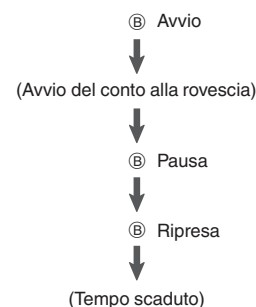 Ⓑ Avvio
(Avvio del conto alla rovescia)
Ⓑ Pausa
Ⓑ Ripresa
(Tempo scaduto)